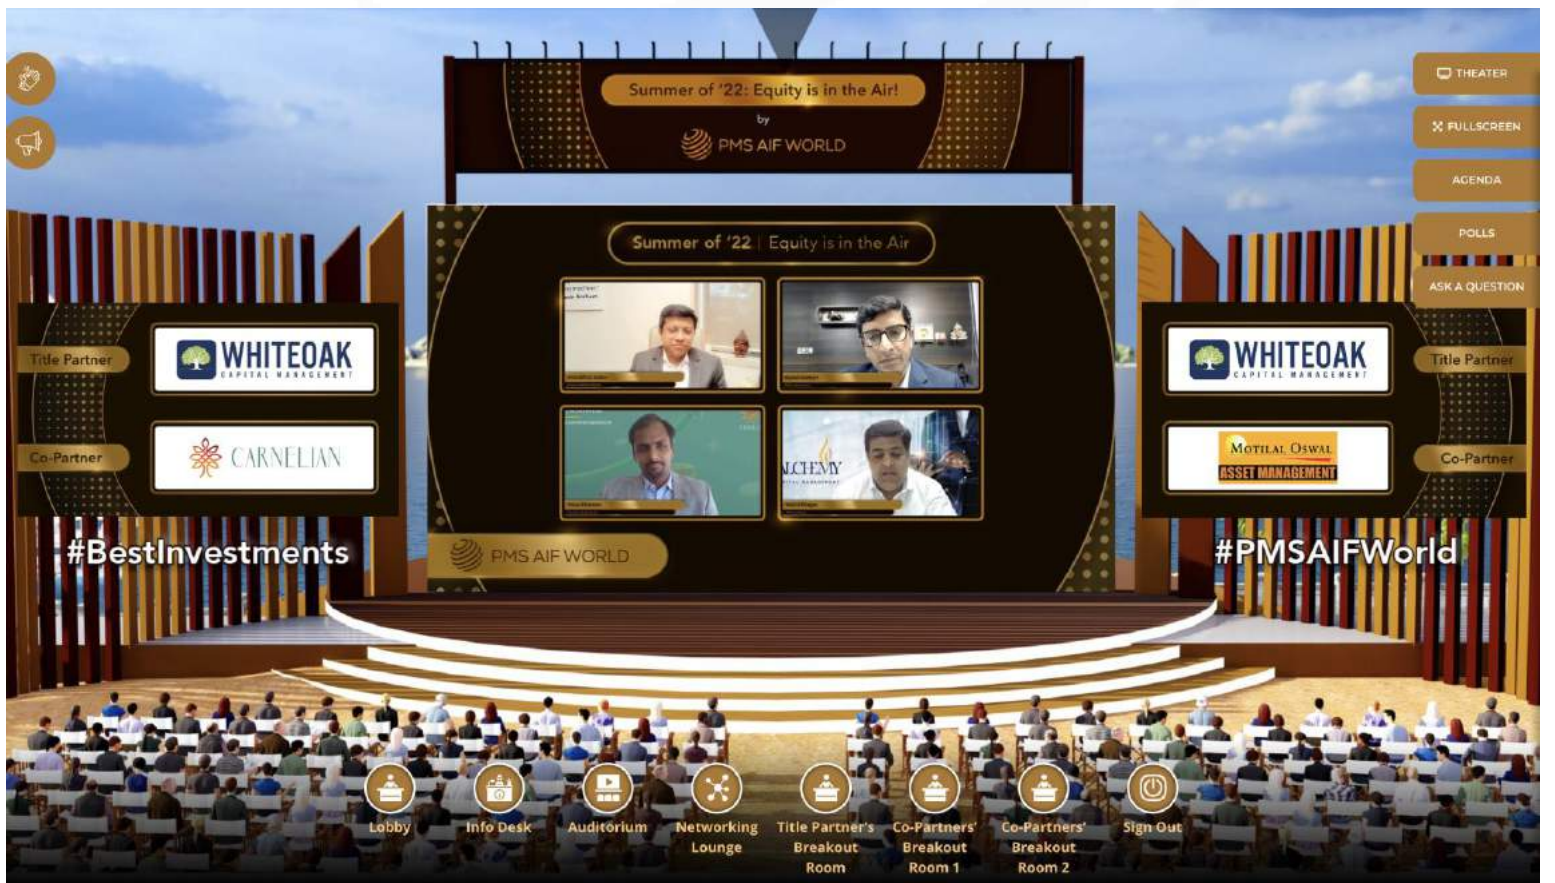 Summer of '22: Equity is in the Air!
by
PMS AIF WORLD
THEATER
FULLSCREEN
AGENDA
POLLS
ASK A QUESTION
Summer of '22 | Equity is in the Air
Title Partner
WHITEOAK
CAPITAL MANAGEMENT
Co-Partner
CARNELIAN
#BestInvestments
ALCHEMY
CAPITAL MANAGEMENT
PMS AIF WORLD
WHITEOAK
CAPITAL MANAGEMENT
Title Partner
MOTILAL OSWAL
ASSET MANAGEMENT
Co-Partner
#PMSAIFWorld
Lobby
Info Desk
Auditorium
Networking
Lounge
Title Partner's
Breakout
Room
Co-Partners'
Breakout
Room 1
Co-Partners'
Breakout
Room 2
Sign Out